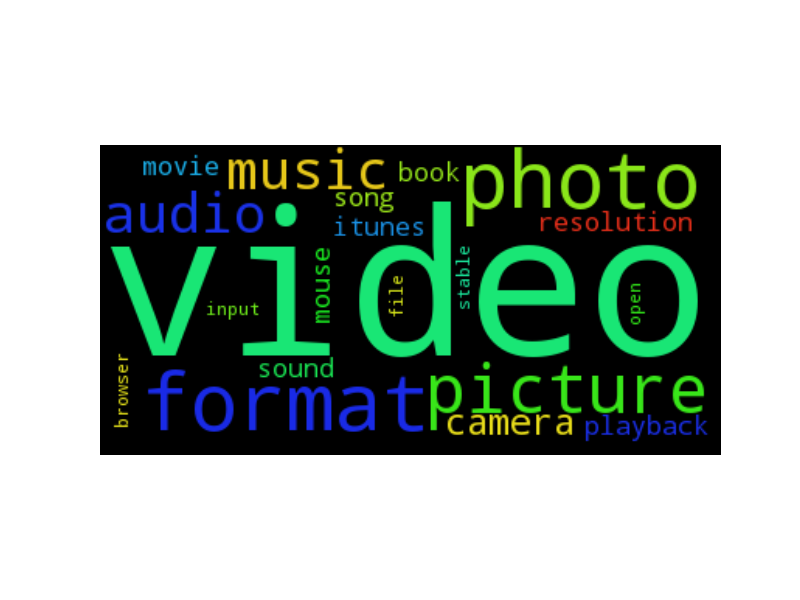 movie music book photo
audio song itunes resolution
video
input mouse file stable open
browser sound
format picture
camera playback